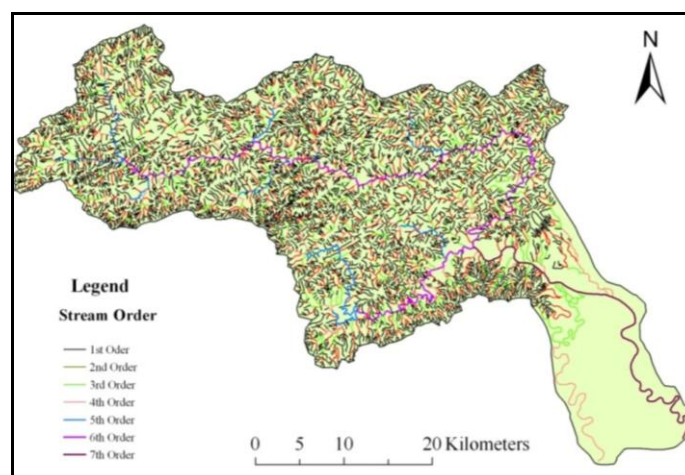 N
Legend
Stream Order
1st Oder
2nd Order
3rd Order
4th Order
5th Order
6th Order
7th Order
0 5 10 20 Kilometers